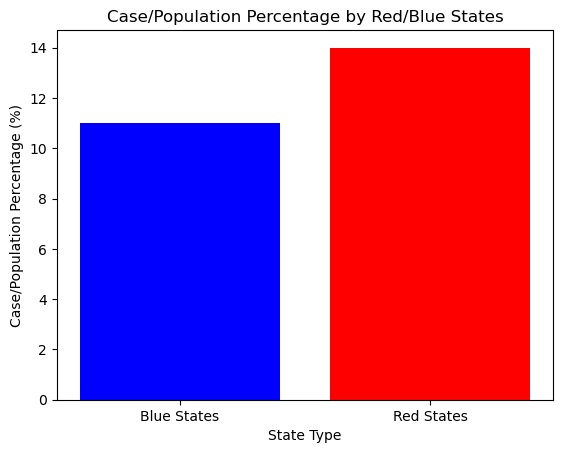 Case/Population Percentage by Red/Blue States
Case/Population Percentage (%)
14
12
10
8
6
4
2
0
Blue States
Red States
State Type